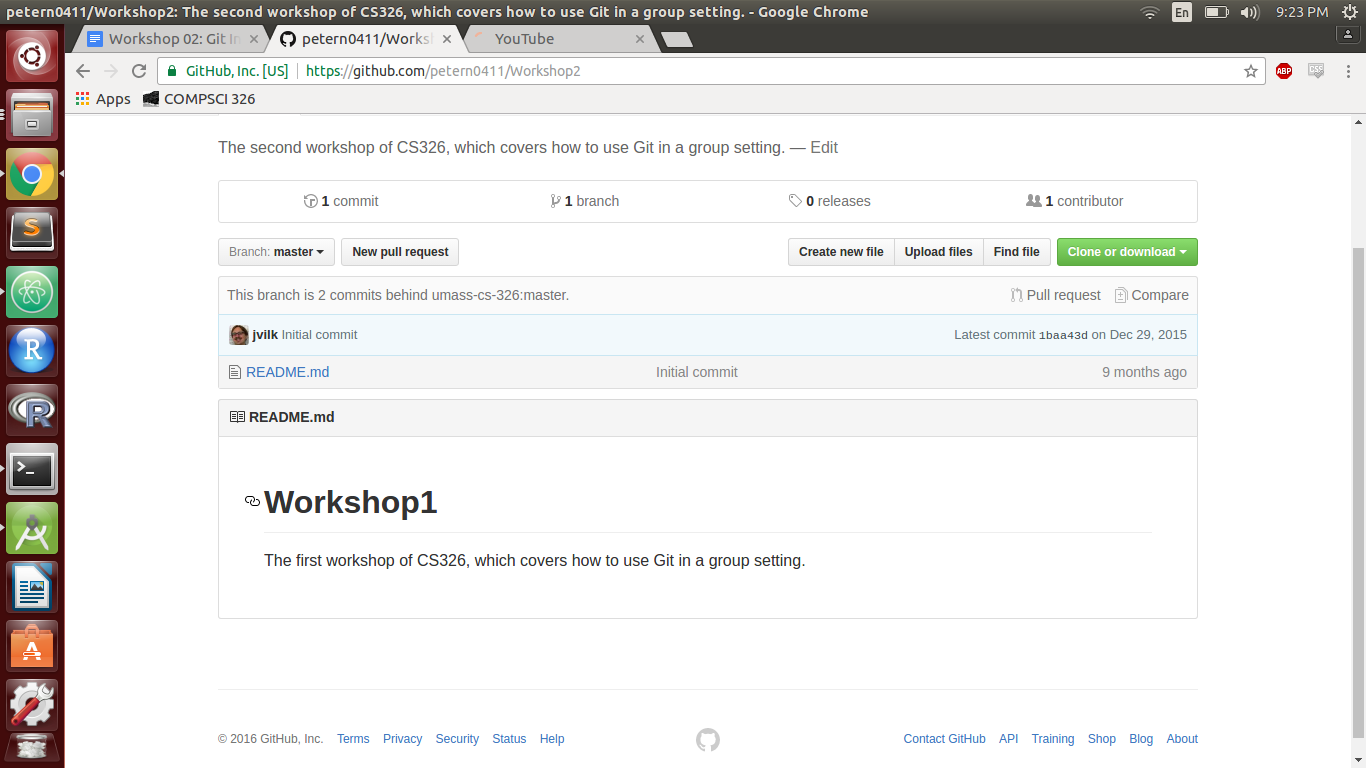 petern0411/Workshop2: The second workshop of CS326, which covers how to use Git in a group setting. - Google Chrome
En
9:23 PM
Workshop 02: Git In
petern0411/Worksh
YouTube
GitHub, Inc. [US]
https://github.com/petern0411/Workshop2
ABP
Apps
COMPSCI 326
The second workshop of CS326, which covers how to use Git in a group setting. — Edit
1 commit
1 branch
0 releases
1 contributor
Branch: master
New pull request
Create new file
Upload files
Find file
Clone or download
This branch is 2 commits behind umass-cs-326:master.
Pull request
Compare
jvilk Initial commit
Latest commit 1baa43d on Dec 29, 2015
README.md
Initial commit
9 months ago
README.md
Workshop1
The first workshop of CS326, which covers how to use Git in a group setting.
© 2016 GitHub, Inc.
Terms
Privacy
Security
Status
Help
Contact GitHub
API
Training
Shop
Blog
About